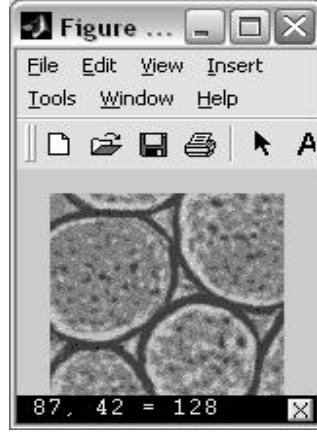 Figure ...
File Edit View Insert
Tools Window Help
A
87, 42 = 128